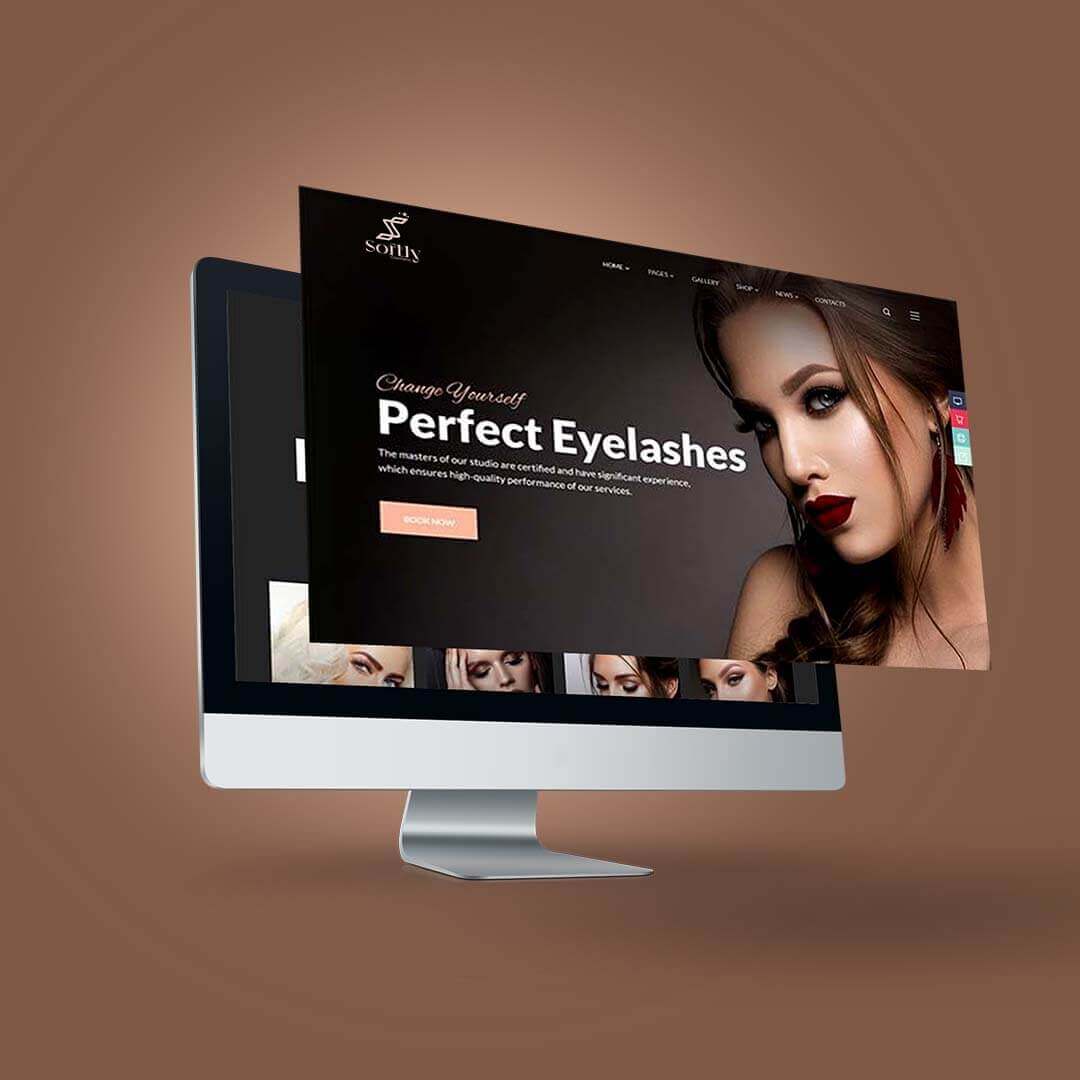 Softly
HOME
PAGES
GALLERY
SHOP
NEWS
CONTACTS
Change Yourself
Perfect Eyelashes
The masters of our studio are certified and have significant experience,
which ensures high-quality performance of our services.
BOOK NOW